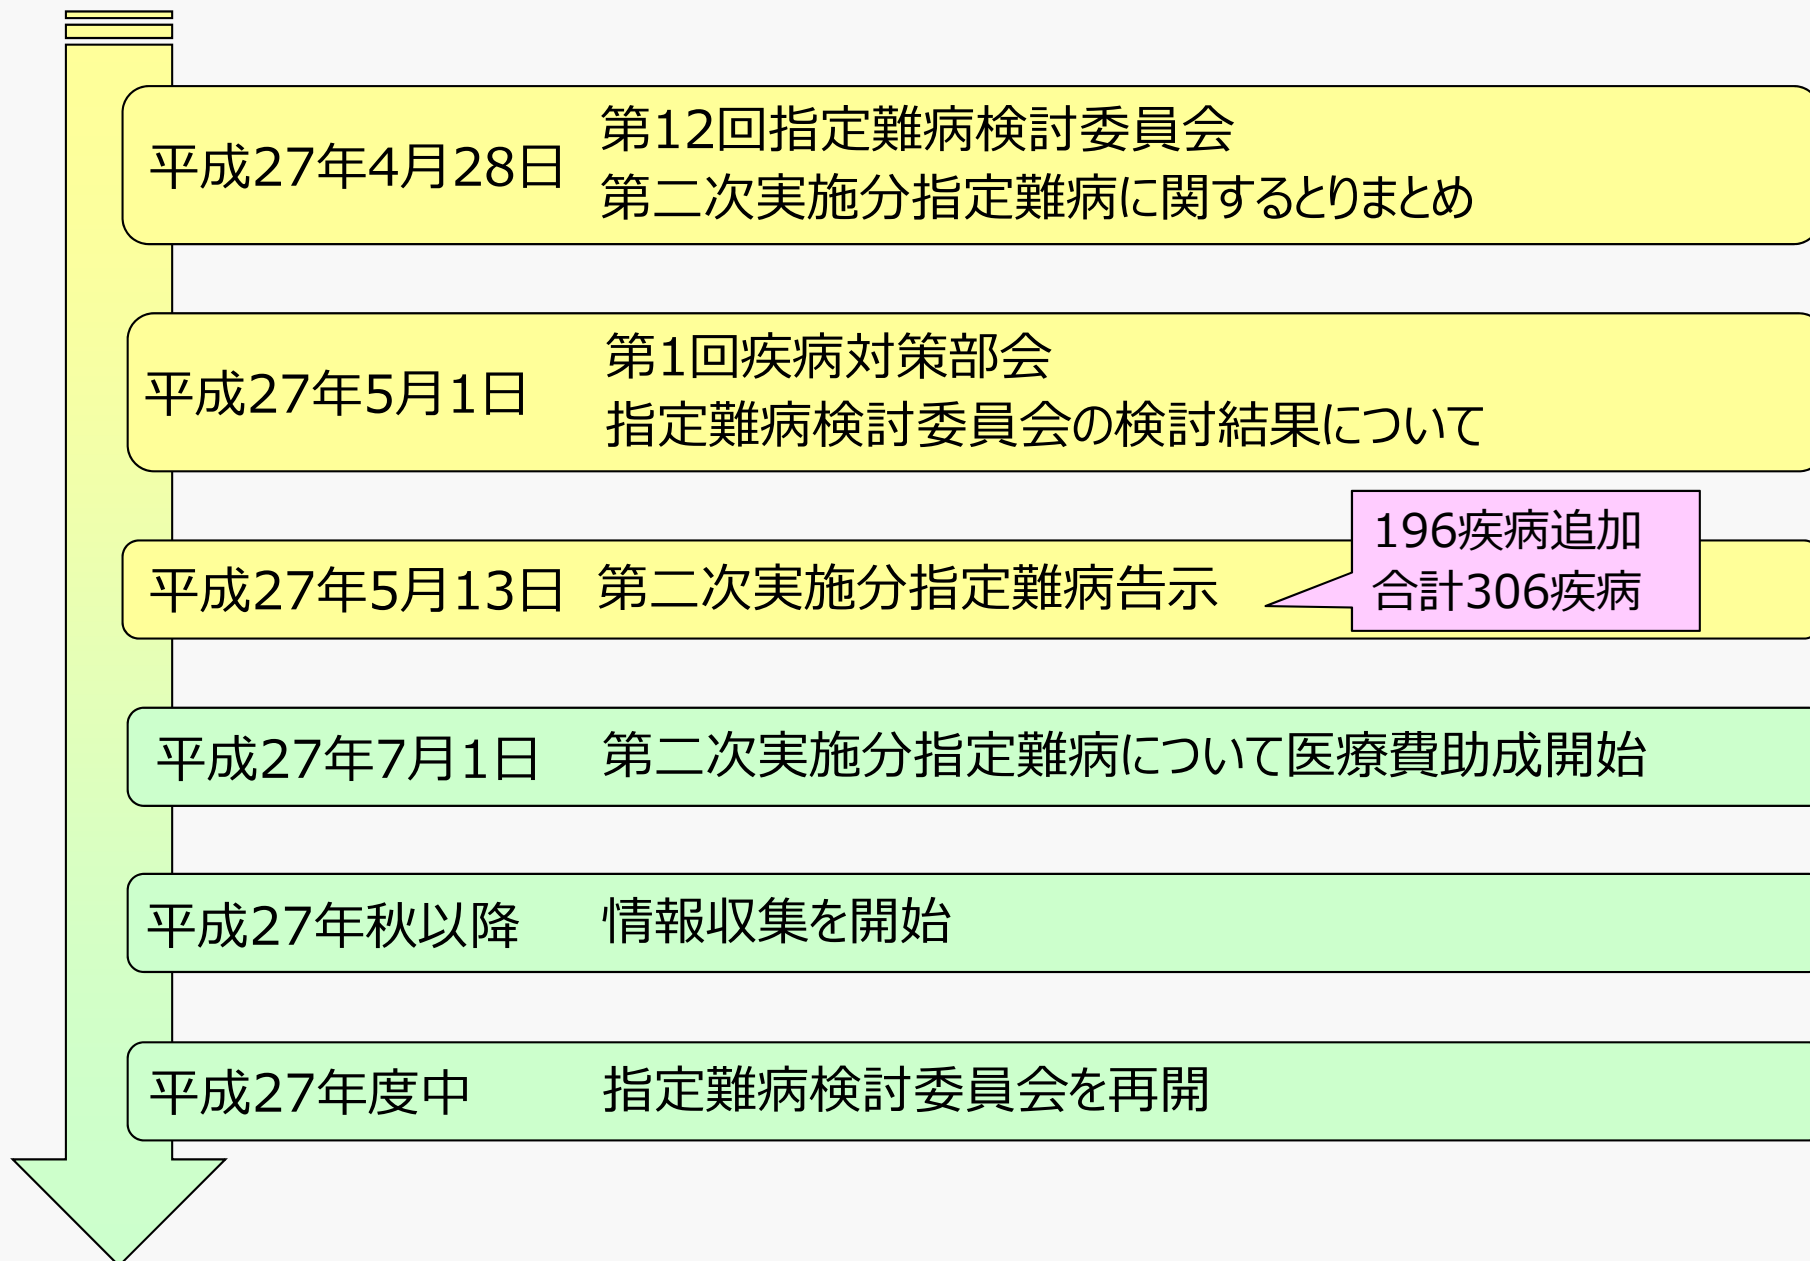 平成27年4月28日
第12回指定難病検討委員会
第二次実施分指定難病に関するとりまとめ
平成27年5月1日
第1回疾病対策部会
指定難病検討委員会の検討結果について
平成27年5月13日 第二次実施分指定難病告示
196疾病追加
合計306疾病
平成27年7月1日 第二次実施分指定難病について医療費助成開始
平成27年秋以降 情報収集を開始
平成27年度中 指定難病検討委員会を再開